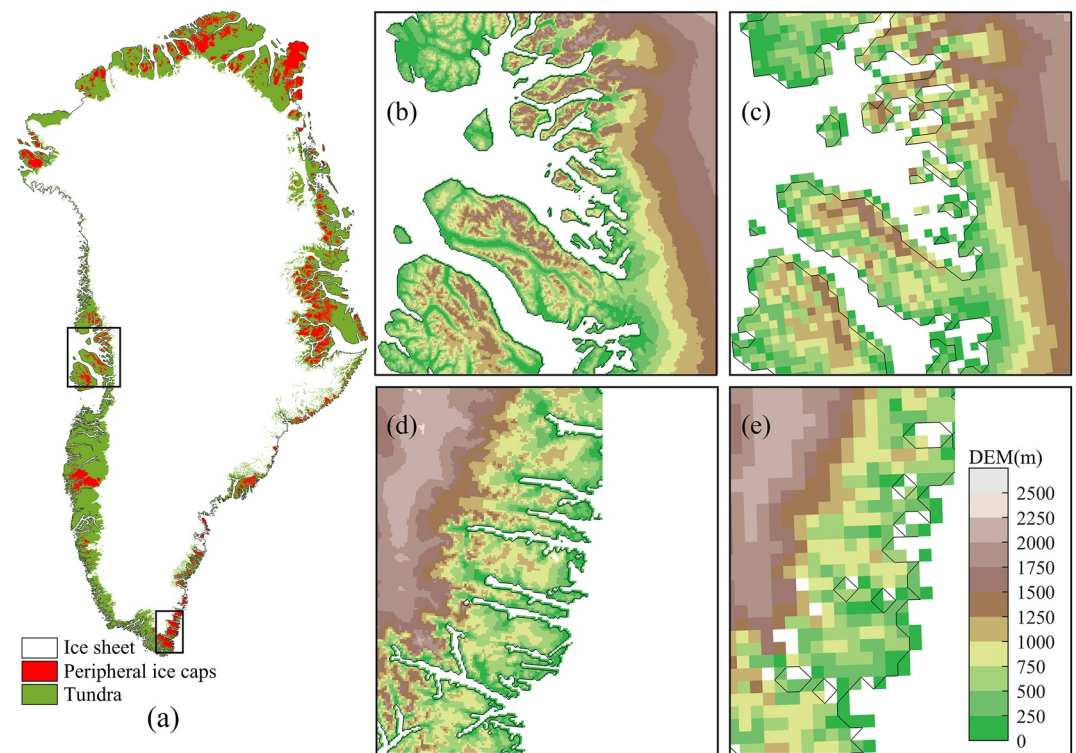 (b)
(c)
(d)
(e)
DEM(m)
2500
2250
2000
1750
1500
1250
1000
750
500
250
0
Ice sheet
Peripheral ice caps
Tundra
(a)